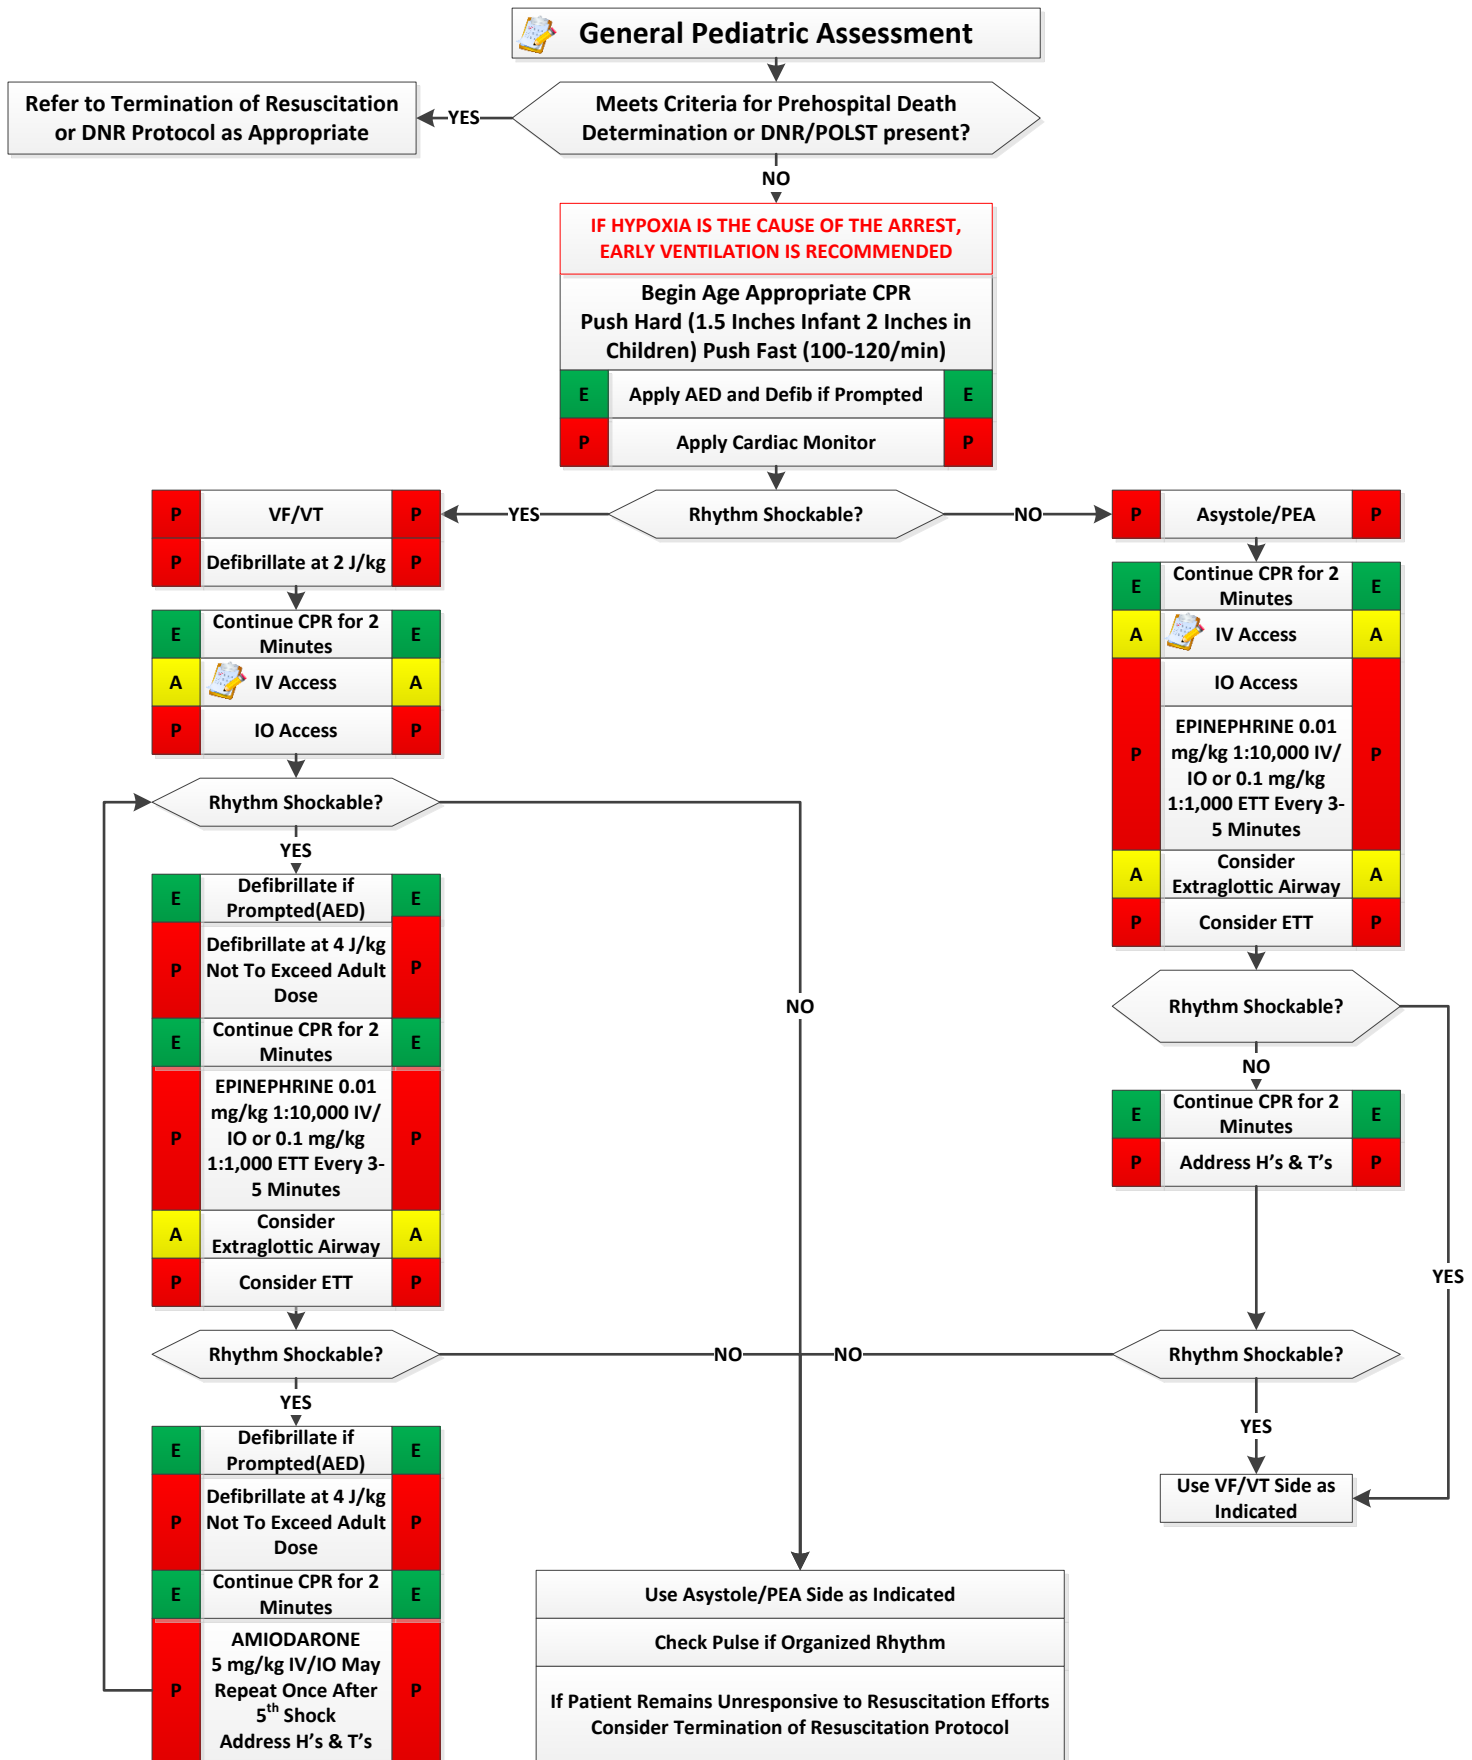 General Pediatric Assessment
Refer to Termination of Resuscitation
or DNR Protocol as Appropriate
YES
Meets Criteria for Prehospital Death
Determination or DNR/POLST present?
NO
IF HYPOXIA IS THE CAUSE OF THE ARREST,
EARLY VENTILATION IS RECOMMENDED
Begin Age Appropriate CPR
Push Hard (1.5 Inches Infant 2 Inches in
Children) Push Fast (100-120/min)
E Apply AED and Defib if Prompted E
P Apply Cardiac Monitor P
Rhythm Shockable?
YES
NO
P VF/VT P
P Defibrillate at 2 J/kg P
E Continue CPR for 2
Minutes E
A IV Access A
P IO Access P
Rhythm Shockable?
NO
YES
E Defibrillate if
Prompted(AED) E
P Defibrillate at 4 J/kg
Not To Exceed Adult
Dose P
E Continue CPR for 2
Minutes E
P EPINEPHRINE 0.01
mg/kg 1:10,000 IV/
IO or 0.1 mg/kg
1:1,000 ETT Every 3-
5 Minutes P
A Consider
Extraglottic Airway A
P Consider ETT P
Rhythm Shockable?
NO
YES
E Defibrillate if
Prompted(AED) E
P Defibrillate at 4 J/kg
Not To Exceed Adult
Dose P
E Continue CPR for 2
Minutes E
P AMIODARONE
5 mg/kg IV/IO May
Repeat Once After
5th Shock
Address H's & T's P
P Asystole/PEA P
E Continue CPR for 2
Minutes E
A IV Access A
IO Access
P EPINEPHRINE 0.01
mg/kg 1:10,000 IV/
IO or 0.1 mg/kg
1:1,000 ETT Every 3-
5 Minutes P
A Consider
Extraglottic Airway A
P Consider ETT P
Rhythm Shockable?
YES
NO
E Continue CPR for 2
Minutes E
P Address H's & T's P
Rhythm Shockable?
NO
YES
Use VF/VT Side as
Indicated
Use Asystole/PEA Side as Indicated
Check Pulse if Organized Rhythm
If Patient Remains Unresponsive to Resuscitation Efforts
Consider Termination of Resuscitation Protocol